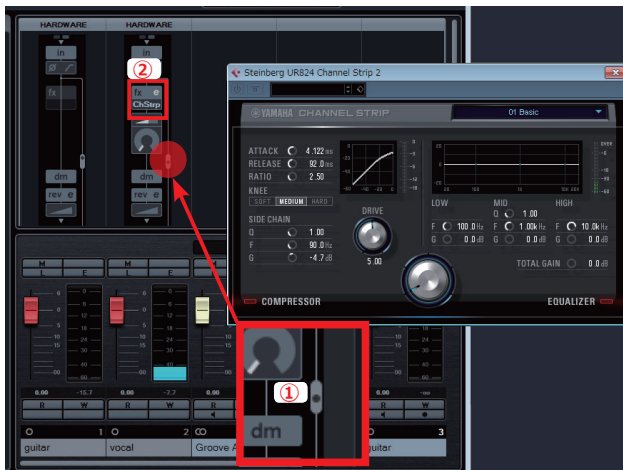 HARDWARE
HARDWARE
in
in
②
fx
fx e
ChStrp
dm
dm
rev e
rev e
Steinberg UR824 Channel Strip 2
YAMAHA CHANNEL STRIP
01 Basic
ATTACK 4.122 ms
RELEASE 92.0 ms
RATIO 2.50
KNEE
SOFT MEDIUM HARD
SIDE CHAIN
Q 1.00
F 90.0 Hz
G -4.7 dB
DRIVE
5.00
LOW
MID
HIGH
Q 1.00
F 100.0 Hz
F 1.00k Hz
F 10.0k Hz
G 0.0 dB
G 0.0 dB
G 0.0 dB
TOTAL GAIN 0.0 dB
COMPRESSOR
EQUALIZER
①
dm
M
M
M
L E
L E
6.00 -15.7
6.00 -7.7
0.00
0.00 -oo
R W
R W
R
R W
1
2
3
guitar
vocal
Groove A
guitar